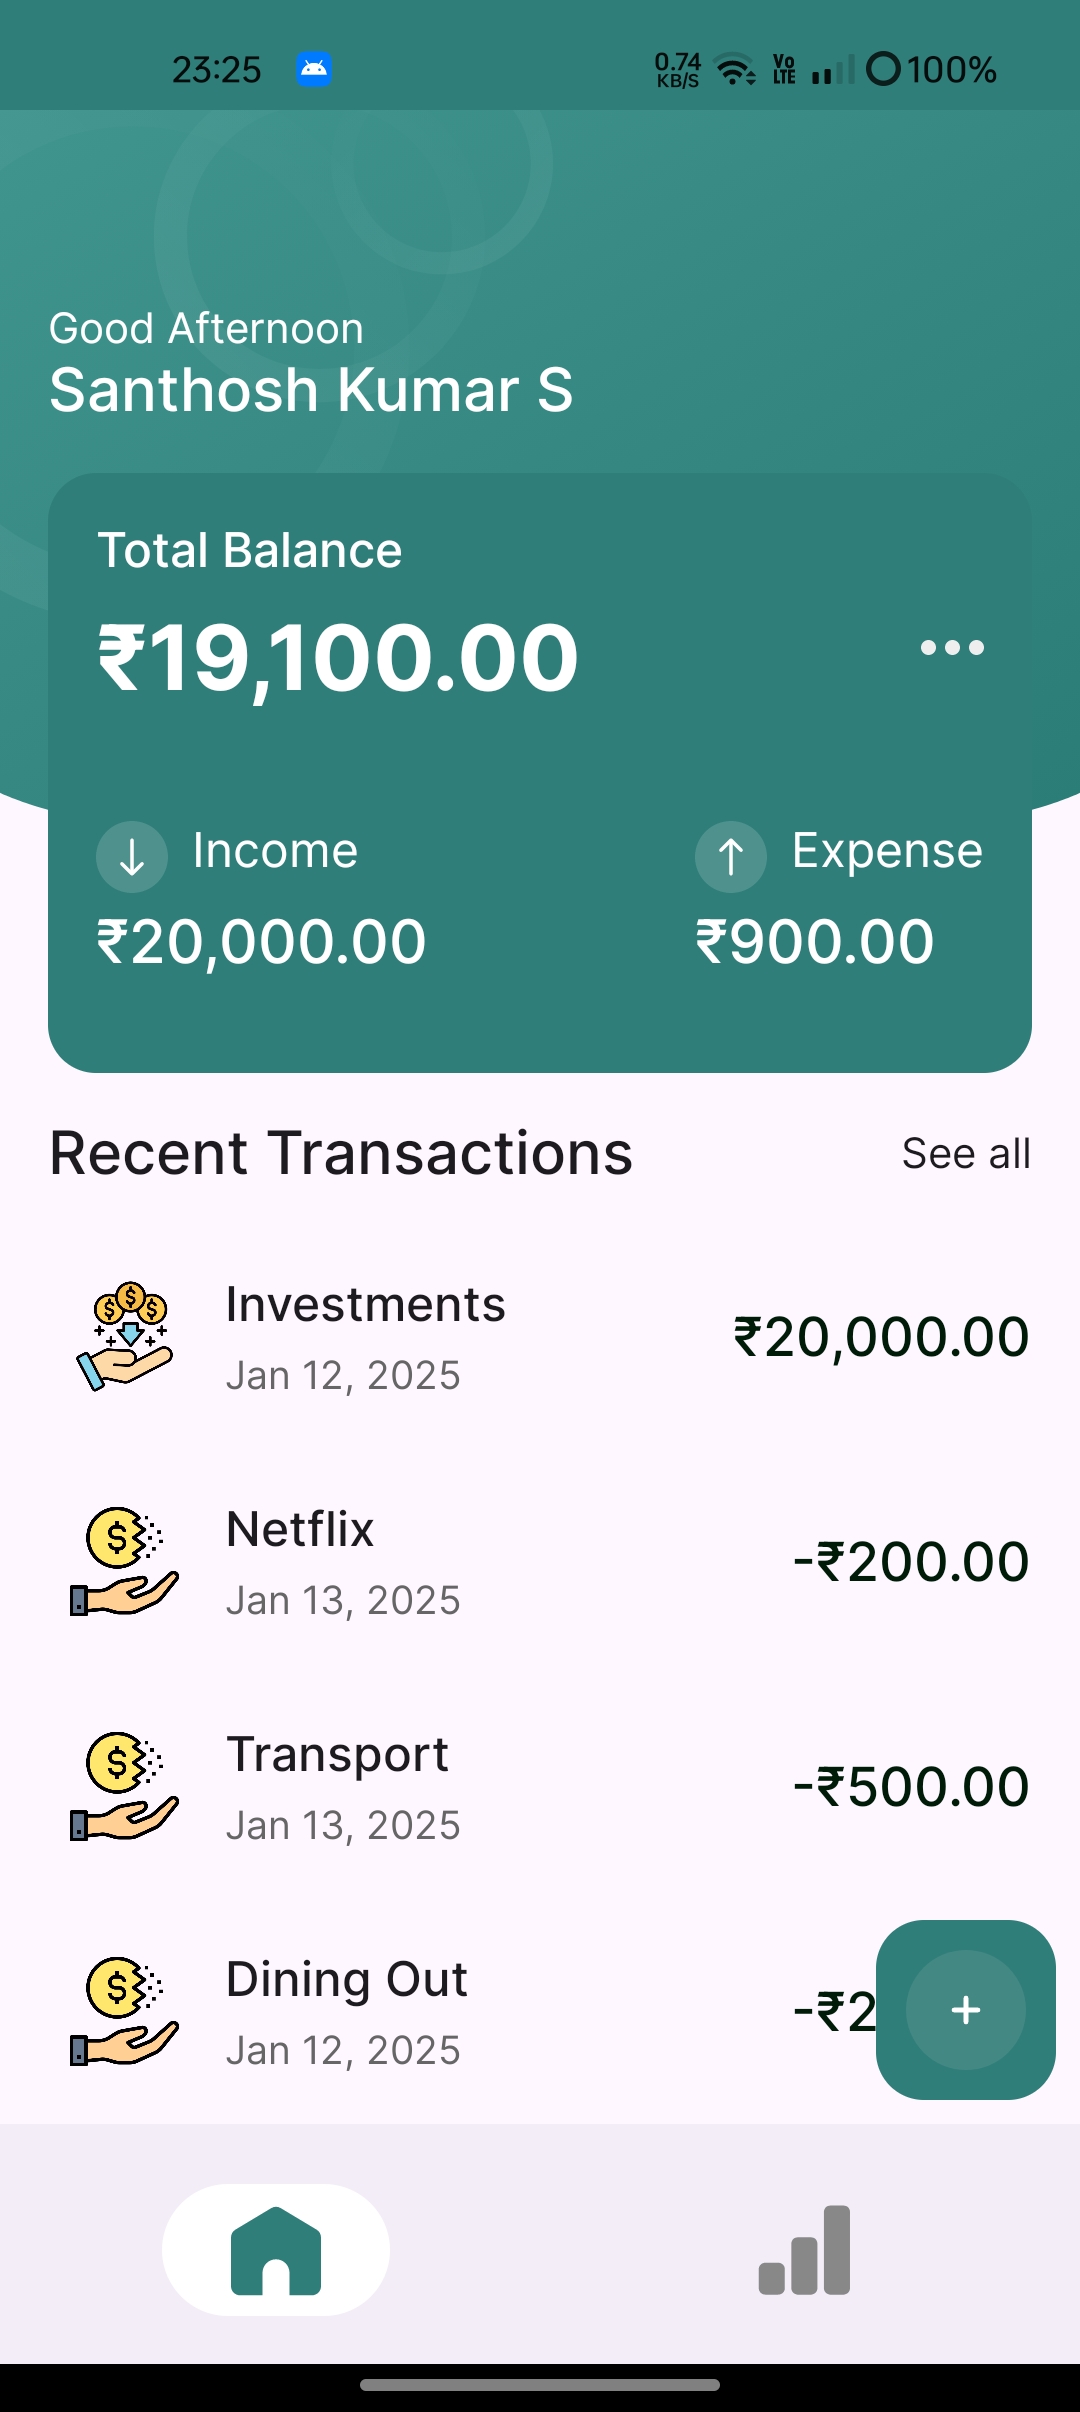 23:25
0.74
KB/S
Vo
LTE
100%
Good Afternoon
Santhosh Kumar S
Total Balance
₹19,100.00
Income
Expense
₹20,000.00
₹900.00
Recent Transactions
See all
Investments
₹20,000.00
Jan 12, 2025
Netflix
-₹200.00
Jan 13, 2025
Transport
-₹500.00
Jan 13, 2025
Dining Out
-₹2
Jan 12, 2025